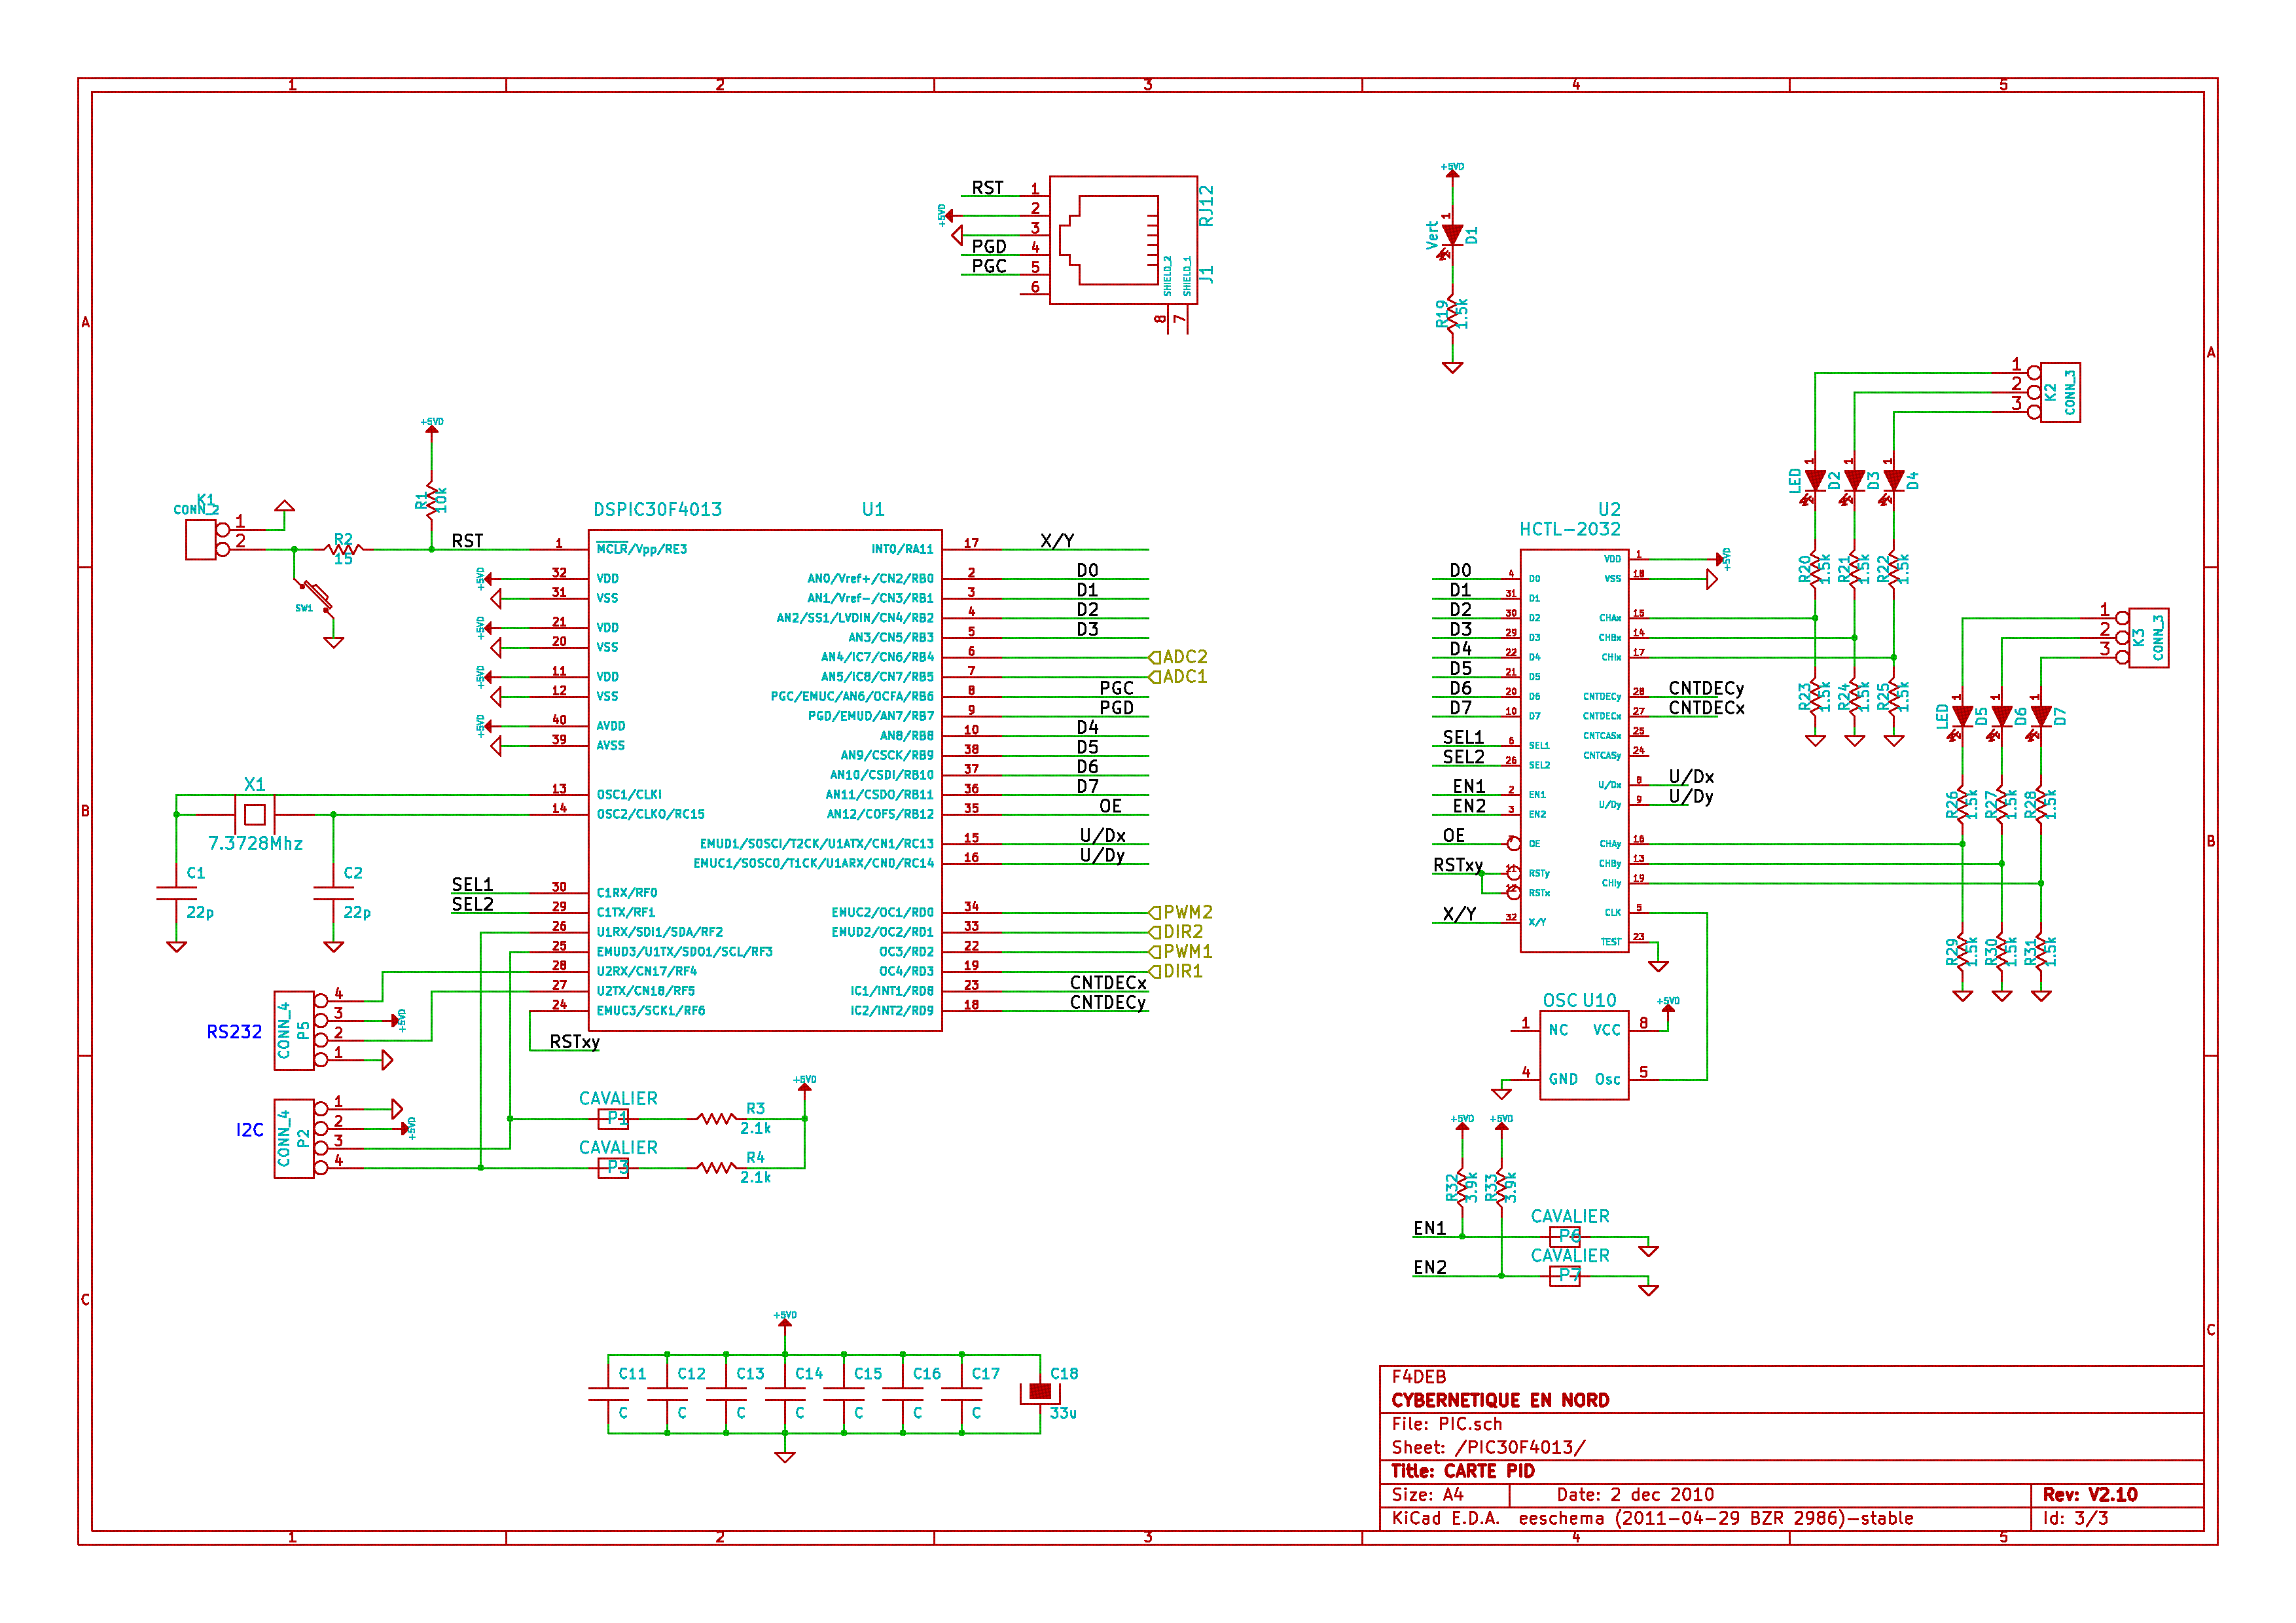 1 2 3 4 5
A
B
C
A
B
C
1 2 3 4 5
RST 1
+5VD 2
3
PGD 4
PGC 5
6
RJ12
J1
SHIELD_2
SHIELD_1
8 7
+5VD
1
Vert D1
R19 1.5k
K1
CONN_2
1
2
R2
15
SW1
+5VD
R1 10k
RST
DSPIC30F4013 U1
1 MCLR/Vpp/RE3
+5VD 32 VDD
31 VSS
+5VD 21 VDD
20 VSS
+5VD 11 VDD
12 VSS
+5VD 40 AVDD
39 AVSS
13 OSC1/CLKI
14 OSC2/CLKO/RC15
SEL1 30 C1RX/RF0
SEL2 29 C1TX/RF1
26 U1RX/SDI1/SDA/RF2
25 EMUD3/U1TX/SDO1/SCL/RF3
28 U2RX/CN17/RF4
27 U2TX/CN18/RF5
24 EMUC3/SCK1/RF6
RSTxy
INT0/RA11 17 X/Y
AN0/Vref+/CN2/RB0 2 D0
AN1/Vref-/CN3/RB1 3 D1
AN2/SS1/LVDIN/CN4/RB2 4 D2
AN3/CN5/RB3 5 D3
AN4/IC7/CN6/RB4 6 ADC2
AN5/IC8/CN7/RB5 7 ADC1
PGC/EMUC/AN6/OCFA/RB6 8 PGC
PGD/EMUD/AN7/RB7 9 PGD
AN8/RB8 10 D4
AN9/CSCK/RB9 38 D5
AN10/CSDI/RB10 37 D6
AN11/CSDO/RB11 36 D7
AN12/COFS/RB12 35 OE
EMUD1/SOSCI/T2CK/U1ATX/CN1/RC13 15 U/Dx
EMUC1/SOSCO/T1CK/U1ARX/CN0/RC14 16 U/Dy
EMUC2/OC1/RD0 34 PWM2
EMUD2/OC2/RD1 33 DIR2
OC3/RD2 22 PWM1
OC4/RD3 19 DIR1
IC1/INT1/RD8 23 CNTDECx
IC2/INT2/RD9 18 CNTDECy
X1
7.3728Mhz
C1
22p
C2
22p
RS232
CONN_4
P5
4
3 +5VD
2
1
I2C
CONN_4
P2
1
2 +5VD
3
4
CAVALIER
P1
R3
2.1k
+5VD
CAVALIER
P3
R4
2.1k
U2
HCTL-2032
D0 4 D0
D1 31 D1
D2 30 D2
D3 29 D3
D4 22 D4
D5 21 D5
D6 20 D6
D7 10 D7
SEL1 6 SEL1
SEL2 26 SEL2
EN1 2 EN1
EN2 3 EN2
OE 7 OE
RSTxy 11 RSTy
12 RSTx
X/Y 32 X/Y
VDD 1 +5VD
VSS 18
CHAx 15
CHBx 14
CHIx 17
CNTDECy 28 CNTDECy
CNTDECx 27 CNTDECx
CNTCASx 25
CNTCASy 24
U/Dx 8 U/Dx
U/Dy 9 U/Dy
CHAy 16
CHBy 13
CHIy 19
CLK 5
TEST 23
1
2
3
K2
CONN_3
LED 1 D2 1 D3 1 D4
R20 1.5k R21 1.5k R22 1.5k
R23 1.5k R24 1.5k R25 1.5k
1
2
3
K3
CONN_3
LED 1 D5 1 D6 1 D7
R26 1.5k R27 1.5k R28 1.5k
R29 1.5k R30 1.5k R31 1.5k
OSC U10
1 NC VCC 8 +5VD
4 GND Osc 5
+5VD +5VD
R32 3.9k R33 3.9k
EN1 CAVALIER
P6
EN2 CAVALIER
P7
+5VD
C11 C12 C13 C14 C15 C16 C17 C18
C C C C C C C 33u
F4DEB
CYBERNETIQUE EN NORD
File: PIC.sch
Sheet: /PIC30F4013/
Title: CARTE PID
Size: A4 Date: 2 dec 2010 Rev: V2.10
KiCad E.D.A. eeschema (2011-04-29 BZR 2986)-stable Id: 3/3